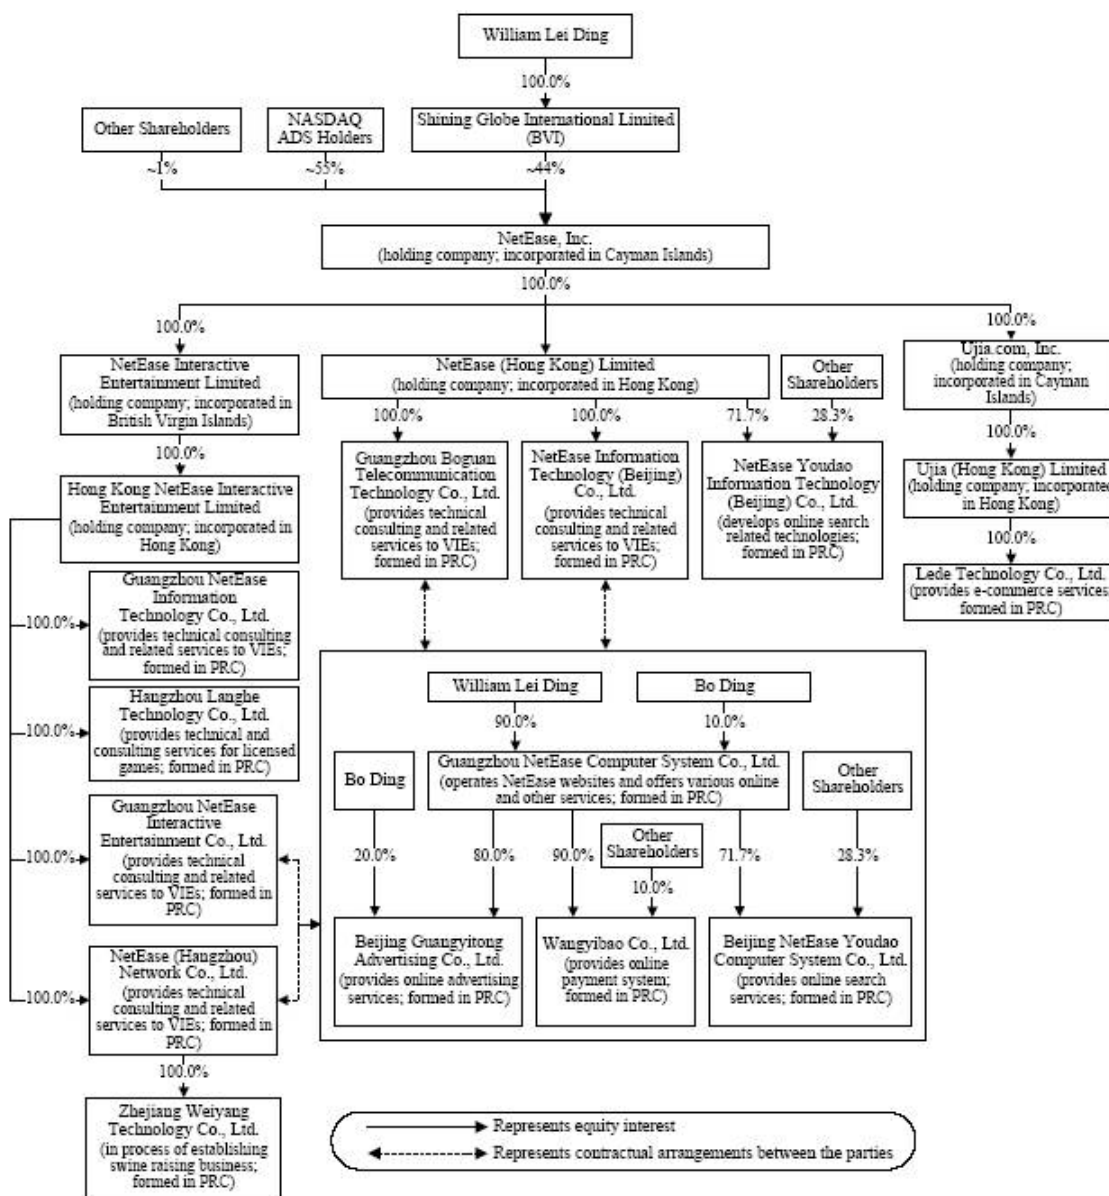 William Lei Ding
100.0%
Other Shareholders
NASDAQ
ADS Holders
Shining Globe International Limited
(BVI)
~1%
~55%
~44%
NetEase, Inc.
(holding company; incorporated in Cayman Islands)
100.0%
100.0%
100.0%
NetEase Interactive
Entertainment Limited
(holding company; incorporated in
British Virgin Islands)
NetEase (Hong Kong) Limited
(holding company; incorporated in Hong Kong)
Other
Shareholders
Ujia.com, Inc.
(holding company;
incorporated in Cayman
Islands)
100.0%
100.0%
71.7%
28.3%
100.0%
100.0%
Hong Kong NetEase Interactive
Entertainment Limited
(holding company; incorporated in
Hong Kong)
Guangzhou Boguan
Telecommunication
Technology Co., Ltd.
(provides technical
consulting and related
services to VIEs;
formed in PRC)
NetEase Information
Technology (Beijing)
Co., Ltd.
(provides technical
consulting and related
services to VIEs;
formed in PRC)
NetEase Youdao
Information Technology
(Beijing) Co., Ltd.
(develops online search
related technologies;
formed in PRC)
Ujia (Hong Kong) Limited
(holding company; incorporated
in Hong Kong)
100.0%
Lede Technology Co., Ltd.
(provides e-commerce services;
formed in PRC)
100.0%
Guangzhou NetEase
Information
Technology Co., Ltd.
(provides technical consulting
and related services to VIEs;
formed in PRC)
100.0%
Hangzhou Langhe
Technology Co., Ltd.
(provides technical and
consulting services for licensed
games; formed in PRC)
100.0%
Guangzhou NetEase
Interactive
Entertainment Co., Ltd.
(provides technical
consulting and related
services to VIEs; formed in
PRC)
100.0%
NetEase (Hangzhou)
Network Co., Ltd.
(provides technical
consulting and related
services to VIEs; formed in
PRC)
100.0%
Zhejiang Weiyang
Technology Co., Ltd.
(in process of establishing
swine raising business;
formed in PRC)
William Lei Ding
Bo Ding
90.0%
10.0%
Bo Ding
Guangzhou NetEase Computer System Co., Ltd.
(operates NetEase websites and offers various online
and other services; formed in PRC)
Other
Shareholders
Other
Shareholders
20.0%
80.0%
90.0%
10.0%
71.7%
28.3%
Beijing Guangyitong
Advertising Co., Ltd.
(provides online advertising
services; formed in PRC)
Wangyibao Co., Ltd.
(provides online
payment system;
formed in PRC)
Beijing NetEase Youdao
Computer System Co., Ltd.
(provides online search
services; formed in PRC)
Represents equity interest
Represents contractual arrangements between the parties